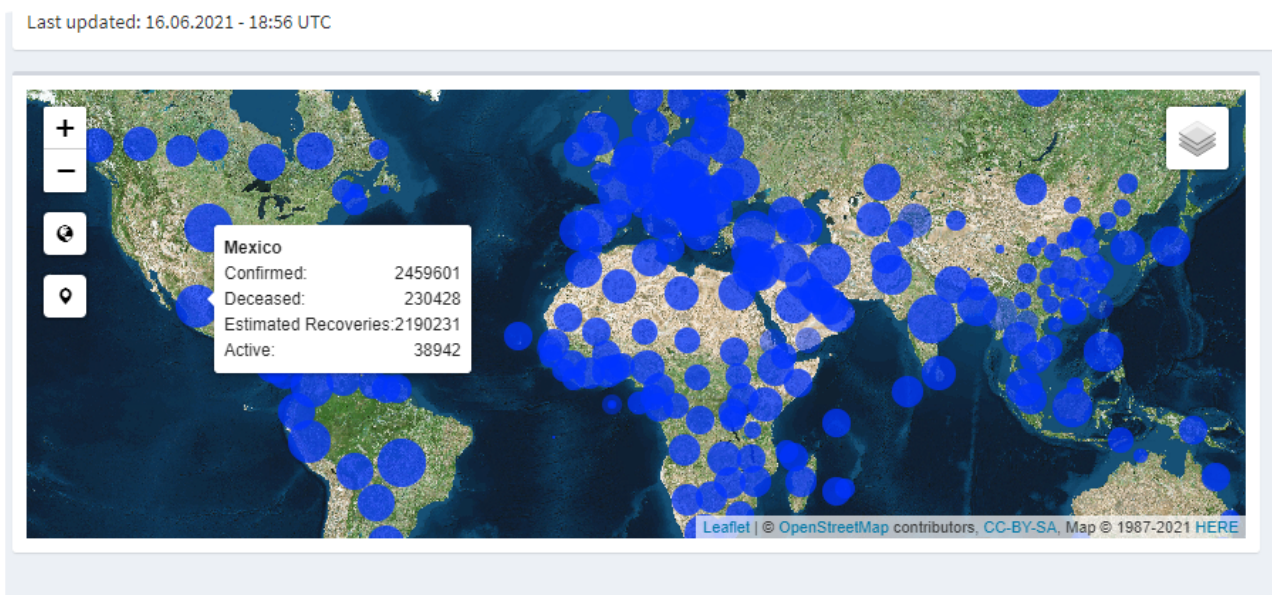 Last updated: 16.06.2021 - 18:56 UTC
+
−
Mexico
Confirmed: 2459601
Deceased: 230428
Estimated Recoveries:2190231
Active: 38942
Leaflet | © OpenStreetMap contributors, CC-BY-SA, Map © 1987-2021 HERE